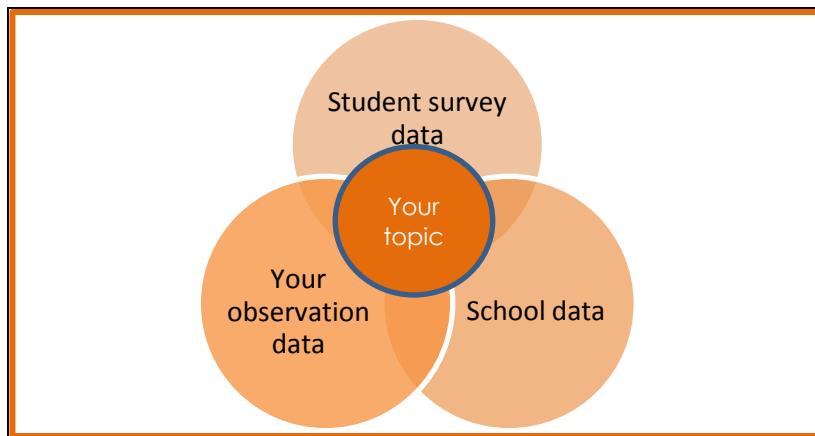 Student survey
data
Your
topic
Your
observation
data
School data